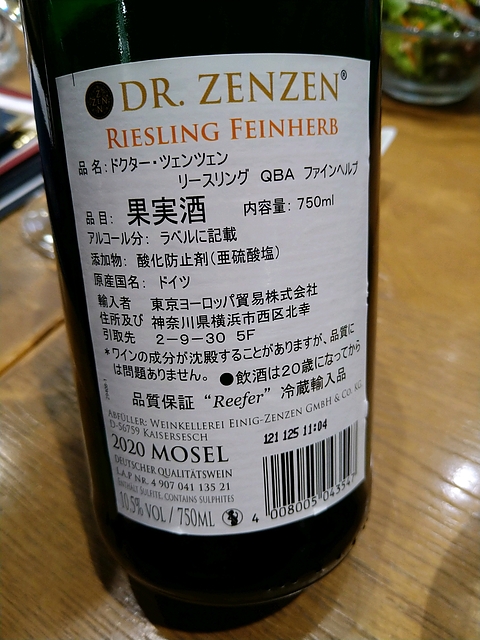 DR. ZENZEN®
RIESLING FEINHERB
品 名：ドクター・ツェンツェン
リースリング QBA ファインヘルプ
品目： 果実酒 内容量：750ml
アルコール分： ラベルに記載
添加物： 酸化防止剤（亜硫酸塩）
原産国名： ドイツ
輸入者 東京ヨーロッパ貿易株式会社
住所及び 神奈川県横浜市西区北幸
引取先 2－9－30 5F
＊ワインの成分が沈殿することがありますが、品質に
は問題ありません。 ●飲酒は20歳になってから
品質保証 “Reefer” 冷蔵輸入品
ABFÜLLER: WEINKELLEREI EINIG-ZENZEN GMBH & CO. KG,
D-56759 KAISERSESCH
121 125 11:04
2020 MOSEL
DEUTSCHER QUALITÄTSWEIN
L.A.P NR. 4 907 041 135 21
ENTHÄLT SULFITE, CONTAINS SULPHITES
10.5% VOL / 750ML
4 008005 04354